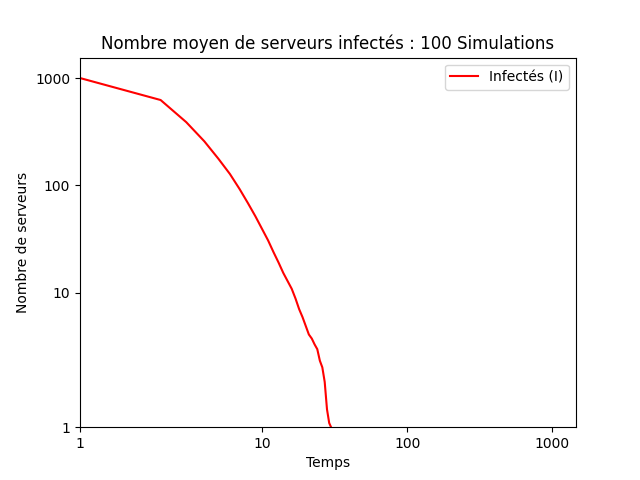 Nombre moyen de serveurs infectés : 100 Simulations
Infectés (I)
Nombre de serveurs
1000
100
10
1
1
10
100
1000
Temps